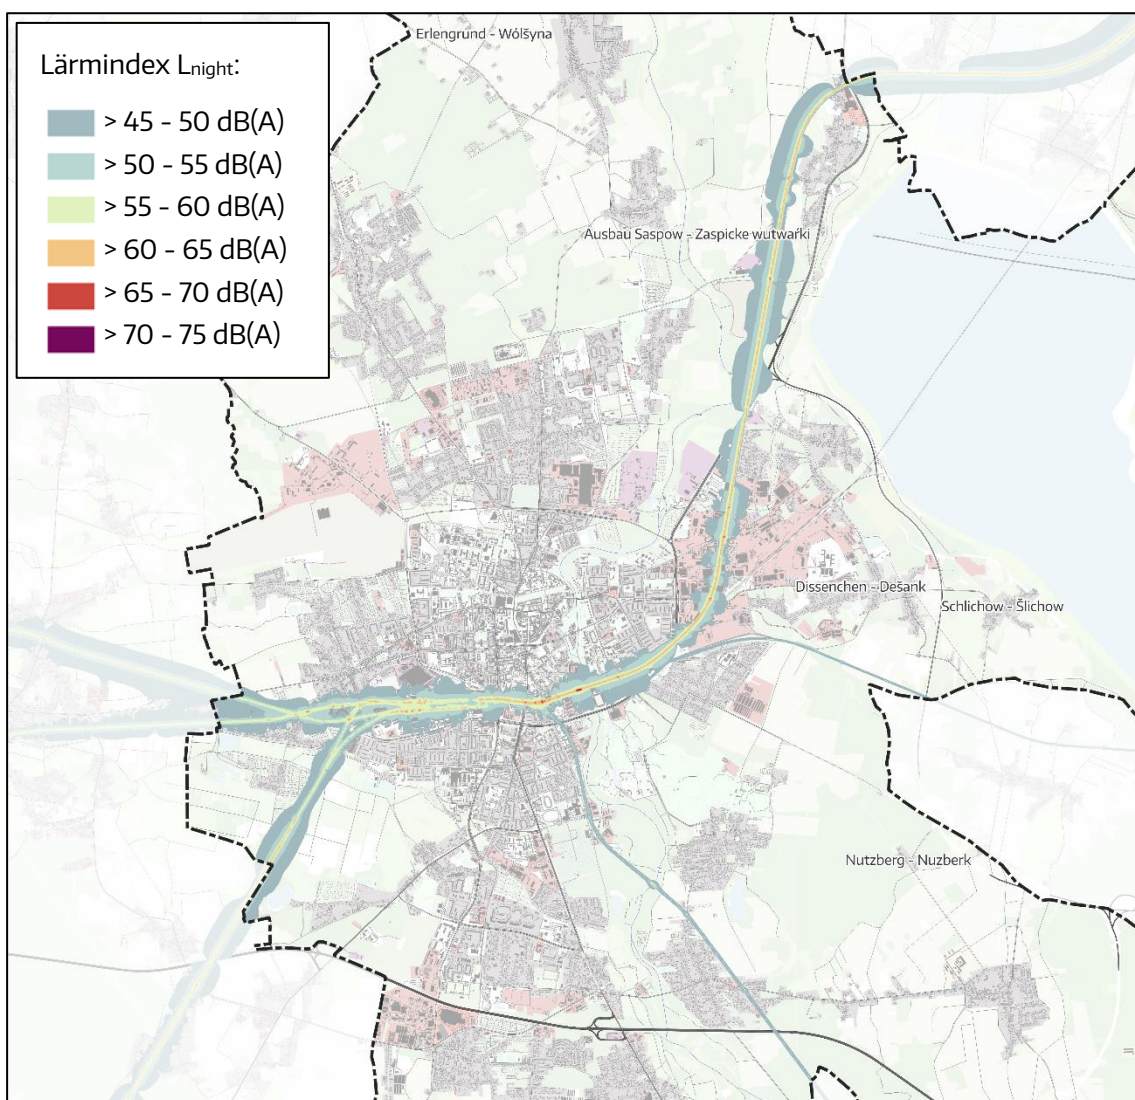 Erlengrund - Wólšyna
Lärmindex Lnight:
> 45 - 50 dB(A)
> 50 - 55 dB(A)
> 55 - 60 dB(A)
> 60 - 65 dB(A)
> 65 - 70 dB(A)
> 70 - 75 dB(A)
Ausbau Saspow - Zaspicke wutwaŕki
Dissenchen - Dešank
Schlichow - Šlichow
Nutzberg - Nuzberk